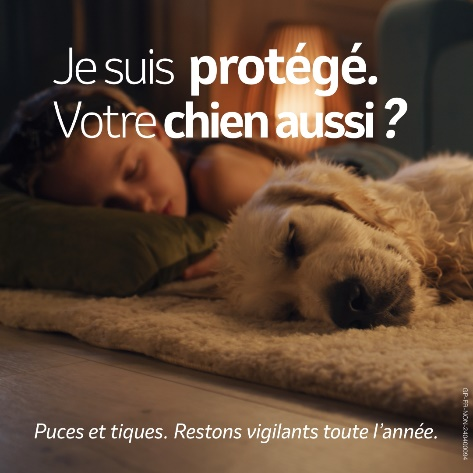 Je suis protégé.
Votre chien aussi ?
Puces et tiques. Restons vigilants toute l'année.